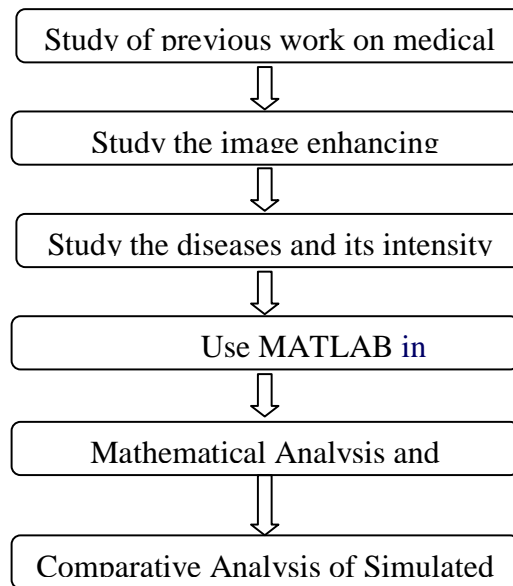 Study of previous work on medical
Study the image enhancing
Study the diseases and its intensity
Use MATLAB in
Mathematical Analysis and
Comparative Analysis of Simulated